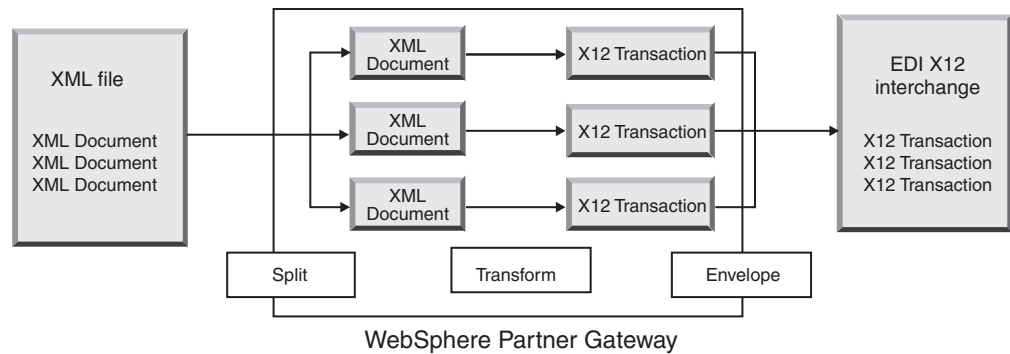 XML file
XML Document
XML Document
XML Document
XML
Document
X12 Transaction
XML
Document
X12 Transaction
XML
Document
X12 Transaction
EDI X12
interchange
X12 Transaction
X12 Transaction
X12 Transaction
Split
Transform
Envelope
WebSphere Partner Gateway